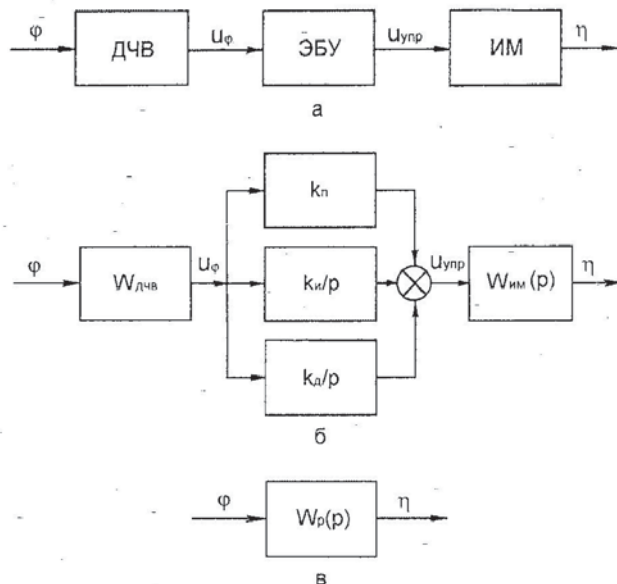 φ ДЧВ uφ ЭБУ uупр ИМ η
а
kп
φ Wдчв uφ kи/p uупр Wим(p) η
kд/p
б
φ Wр(p) η
в